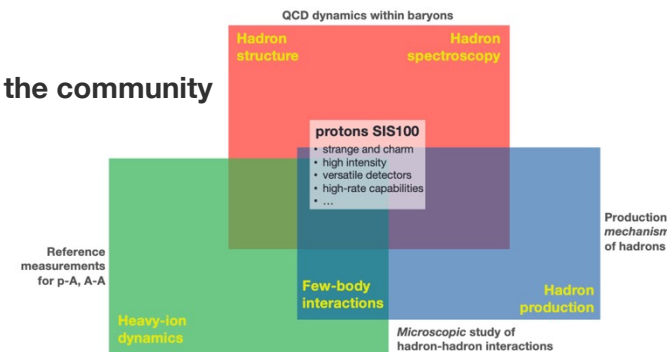 QCD dynamics within baryons
Hadron
structure
Hadron
spectroscopy
the community
protons SIS100
• strange and charm
• high intensity
• versatile detectors
• high-rate capabilities
• ...
Production
mechanism
of hadrons
Reference
measurements
for p-A, A-A
Few-body
interactions
Hadron
production
Heavy-ion
dynamics
Microscopic study of
hadron-hadron interactions